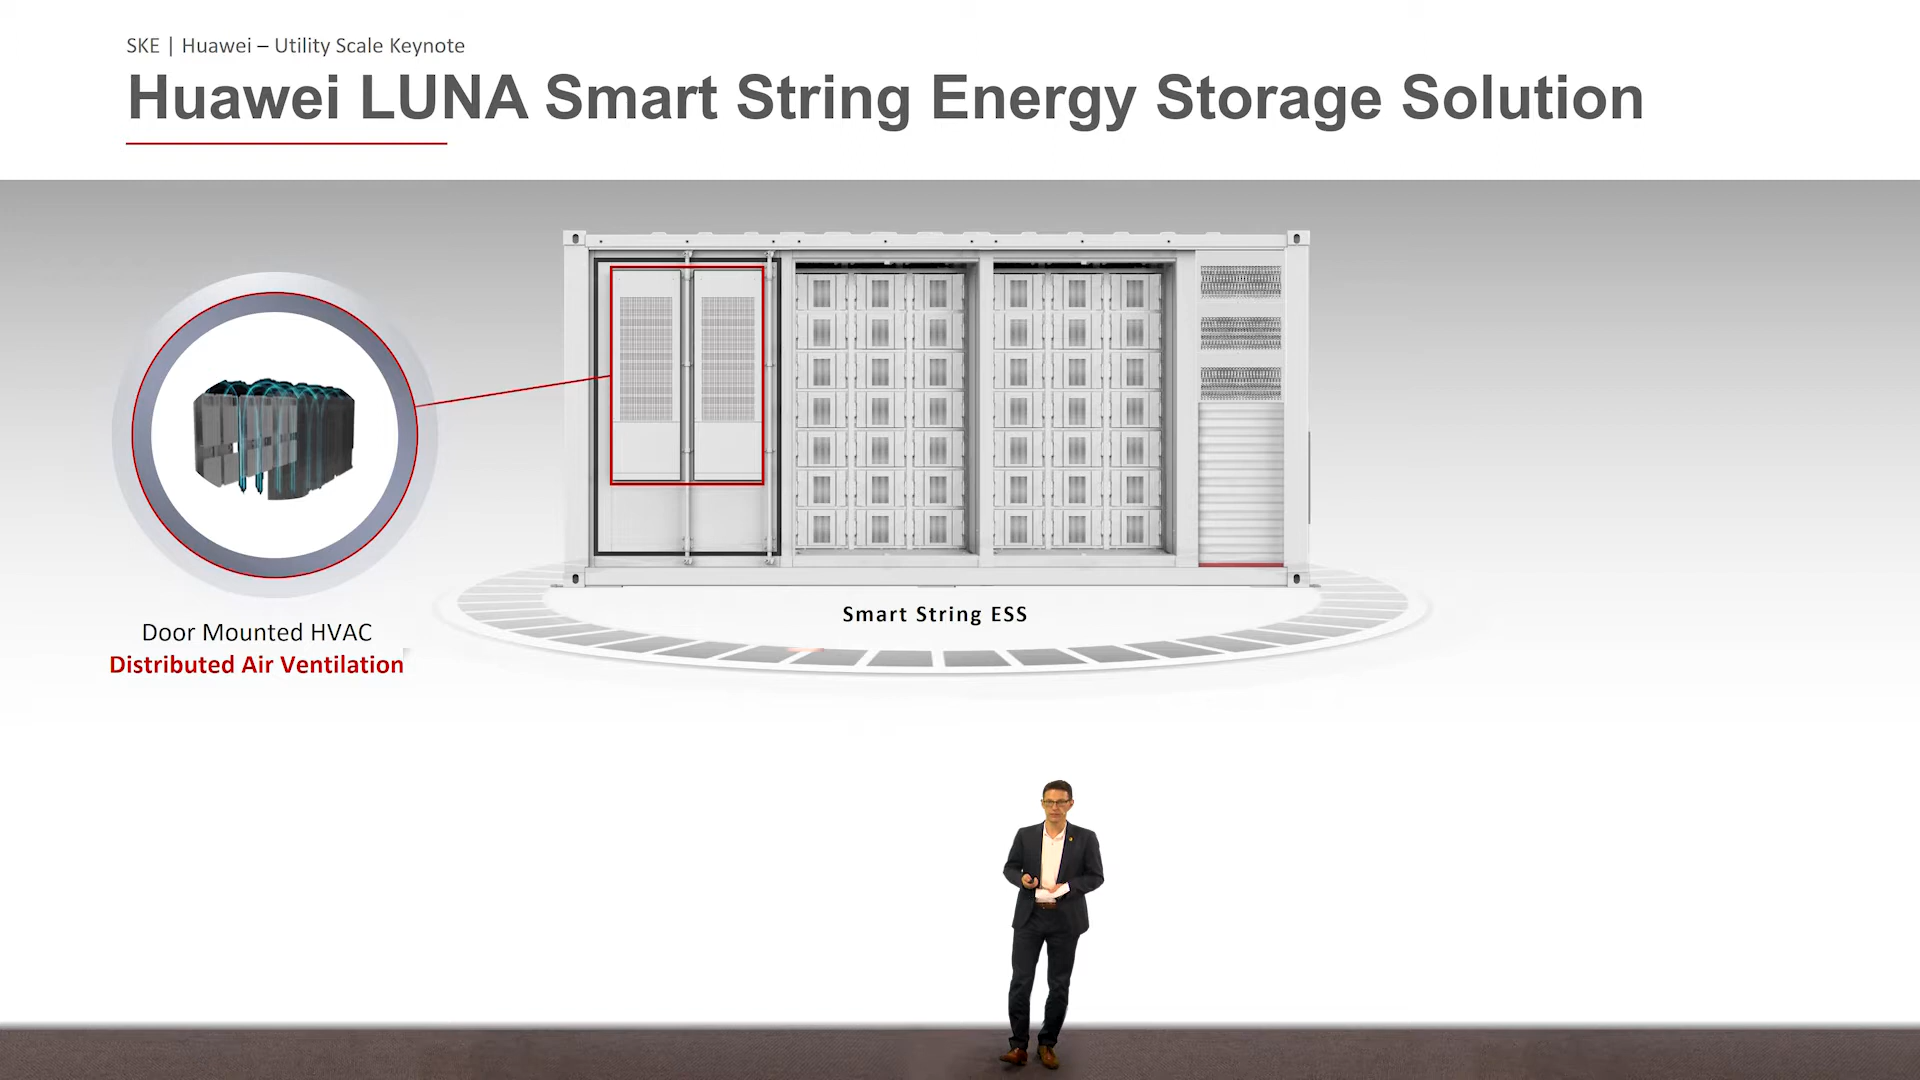 SKE | Huawei – Utility Scale Keynote
Huawei LUNA Smart String Energy Storage Solution
Smart String ESS
Door Mounted HVAC
Distributed Air Ventilation